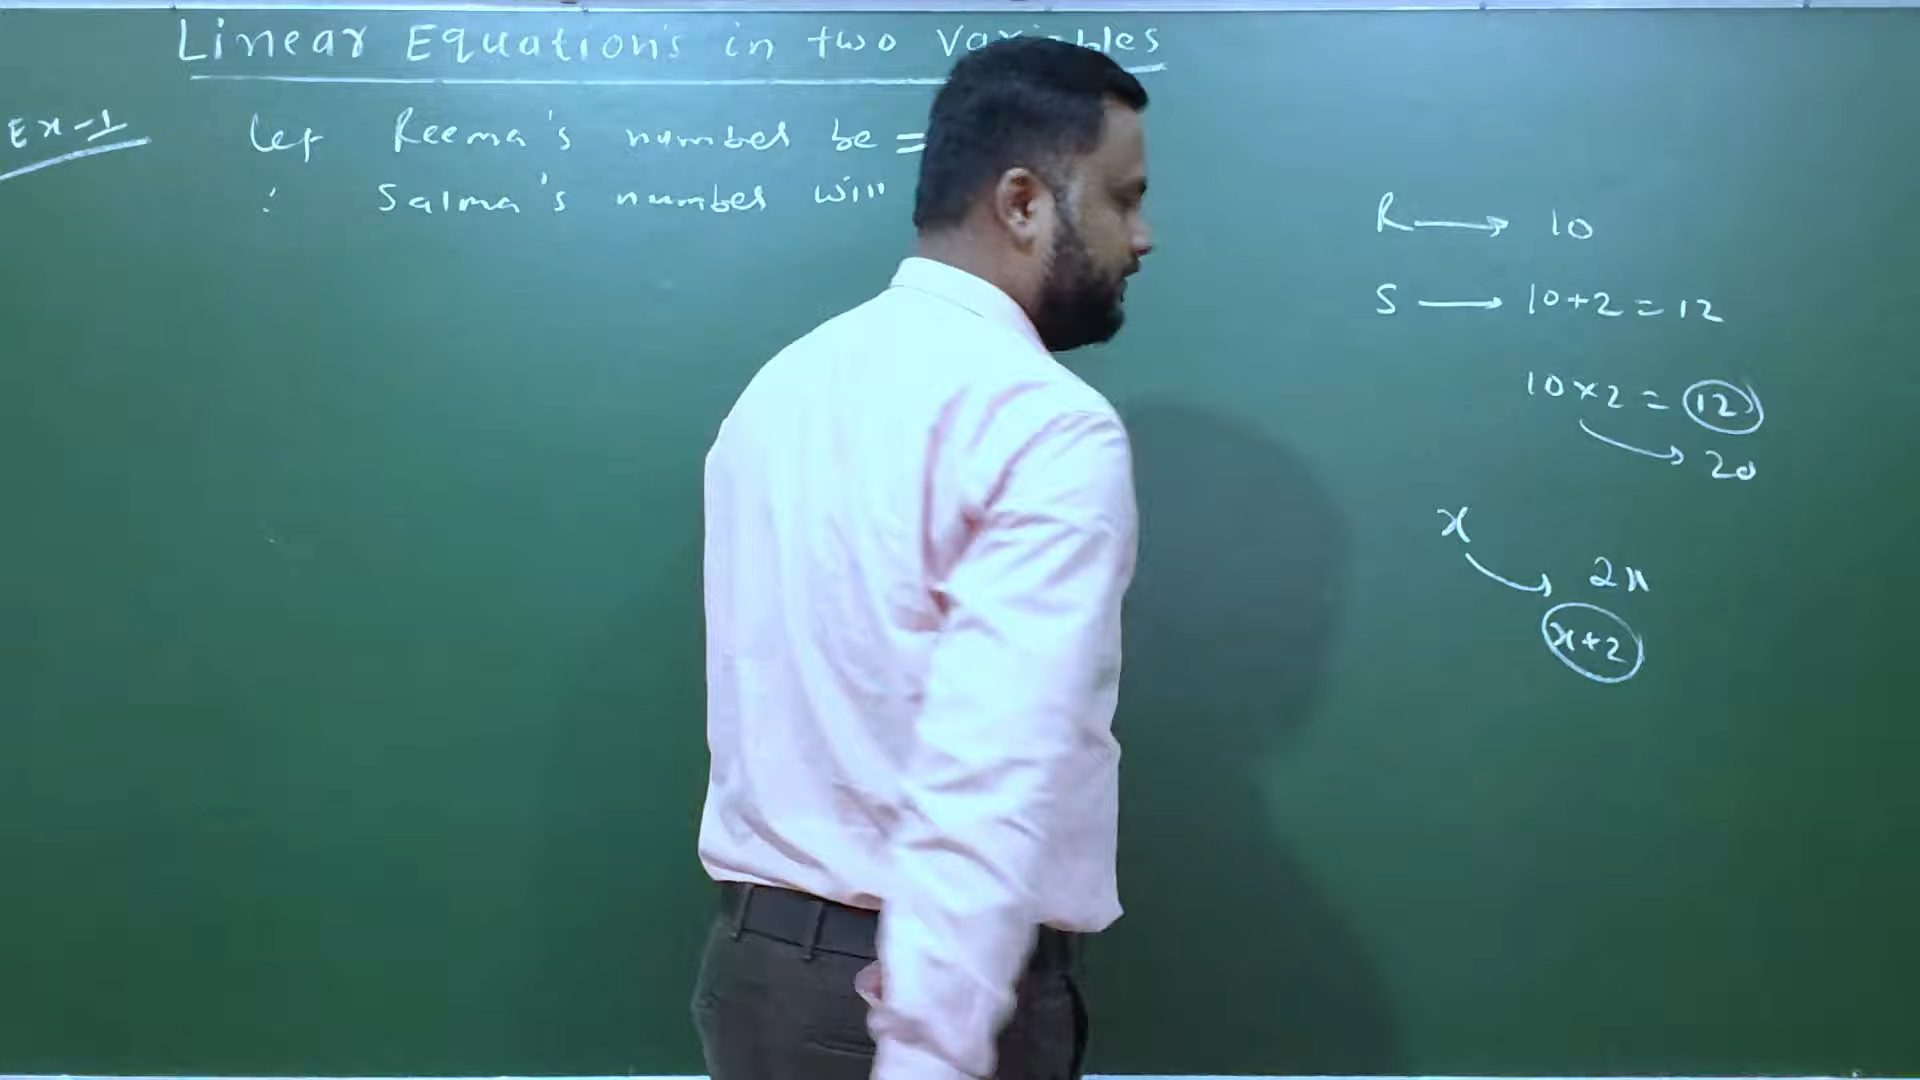 Linear Equations in two Variables
Ex-1
Let Reema's number be =
∴ Salma's number will
R → 10
S → 10+2=12
10×2=12
20
x
2x
x+2